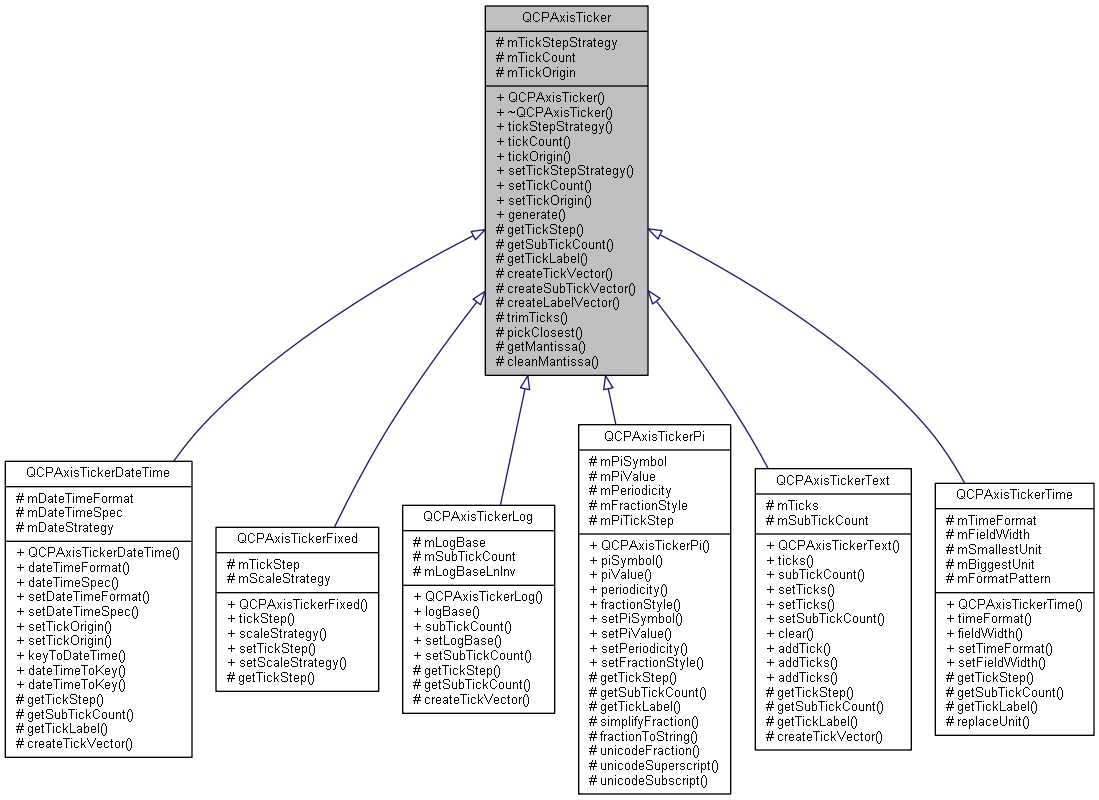 QCPAxisTicker
# mTickStepStrategy
# mTickCount
# mTickOrigin
+ QCPAxisTicker()
+ ~QCPAxisTicker()
+ tickStepStrategy()
+ tickCount()
+ tickOrigin()
+ setTickStepStrategy()
+ setTickCount()
+ setTickOrigin()
+ generate()
# getTickStep()
# getSubTickCount()
# getTickLabel()
# createTickVector()
# createSubTickVector()
# createLabelVector()
# trimTicks()
# pickClosest()
# getMantissa()
# cleanMantissa()
QCPAxisTickerDateTime
# mDateTimeFormat
# mDateTimeSpec
# mDateStrategy
+ QCPAxisTickerDateTime()
+ dateTimeFormat()
+ dateTimeSpec()
+ setDateTimeFormat()
+ setDateTimeSpec()
+ setTickOrigin()
+ setTickOrigin()
+ keyToDateTime()
+ dateTimeToKey()
+ dateTimeToKey()
# getTickStep()
# getSubTickCount()
# getTickLabel()
# createTickVector()
QCPAxisTickerFixed
# mTickStep
# mScaleStrategy
+ QCPAxisTickerFixed()
+ tickStep()
+ scaleStrategy()
+ setTickStep()
+ setScaleStrategy()
# getTickStep()
QCPAxisTickerLog
# mLogBase
# mSubTickCount
# mLogBaseLnInv
+ QCPAxisTickerLog()
+ logBase()
+ subTickCount()
+ setLogBase()
+ setSubTickCount()
# getTickStep()
# getSubTickCount()
# createTickVector()
QCPAxisTickerPi
# mPiSymbol
# mPiValue
# mPeriodicity
# mFractionStyle
# mPiTickStep
+ QCPAxisTickerPi()
+ piSymbol()
+ piValue()
+ periodicity()
+ fractionStyle()
+ setPiSymbol()
+ setPiValue()
+ setPeriodicity()
+ setFractionStyle()
# getTickStep()
# getSubTickCount()
# getTickLabel()
# simplifyFraction()
# fractionToString()
# unicodeFraction()
# unicodeSuperscript()
# unicodeSubscript()
QCPAxisTickerText
# mTicks
# mSubTickCount
+ QCPAxisTickerText()
+ ticks()
+ subTickCount()
+ setTicks()
+ setTicks()
+ setSubTickCount()
+ clear()
+ addTick()
+ addTicks()
+ addTicks()
# getTickStep()
# getSubTickCount()
# getTickLabel()
# createTickVector()
QCPAxisTickerTime
# mTimeFormat
# mFieldWidth
# mSmallestUnit
# mBiggestUnit
# mFormatPattern
+ QCPAxisTickerTime()
+ timeFormat()
+ fieldWidth()
+ setTimeFormat()
+ setFieldWidth()
# getTickStep()
# getSubTickCount()
# getTickLabel()
# replaceUnit()